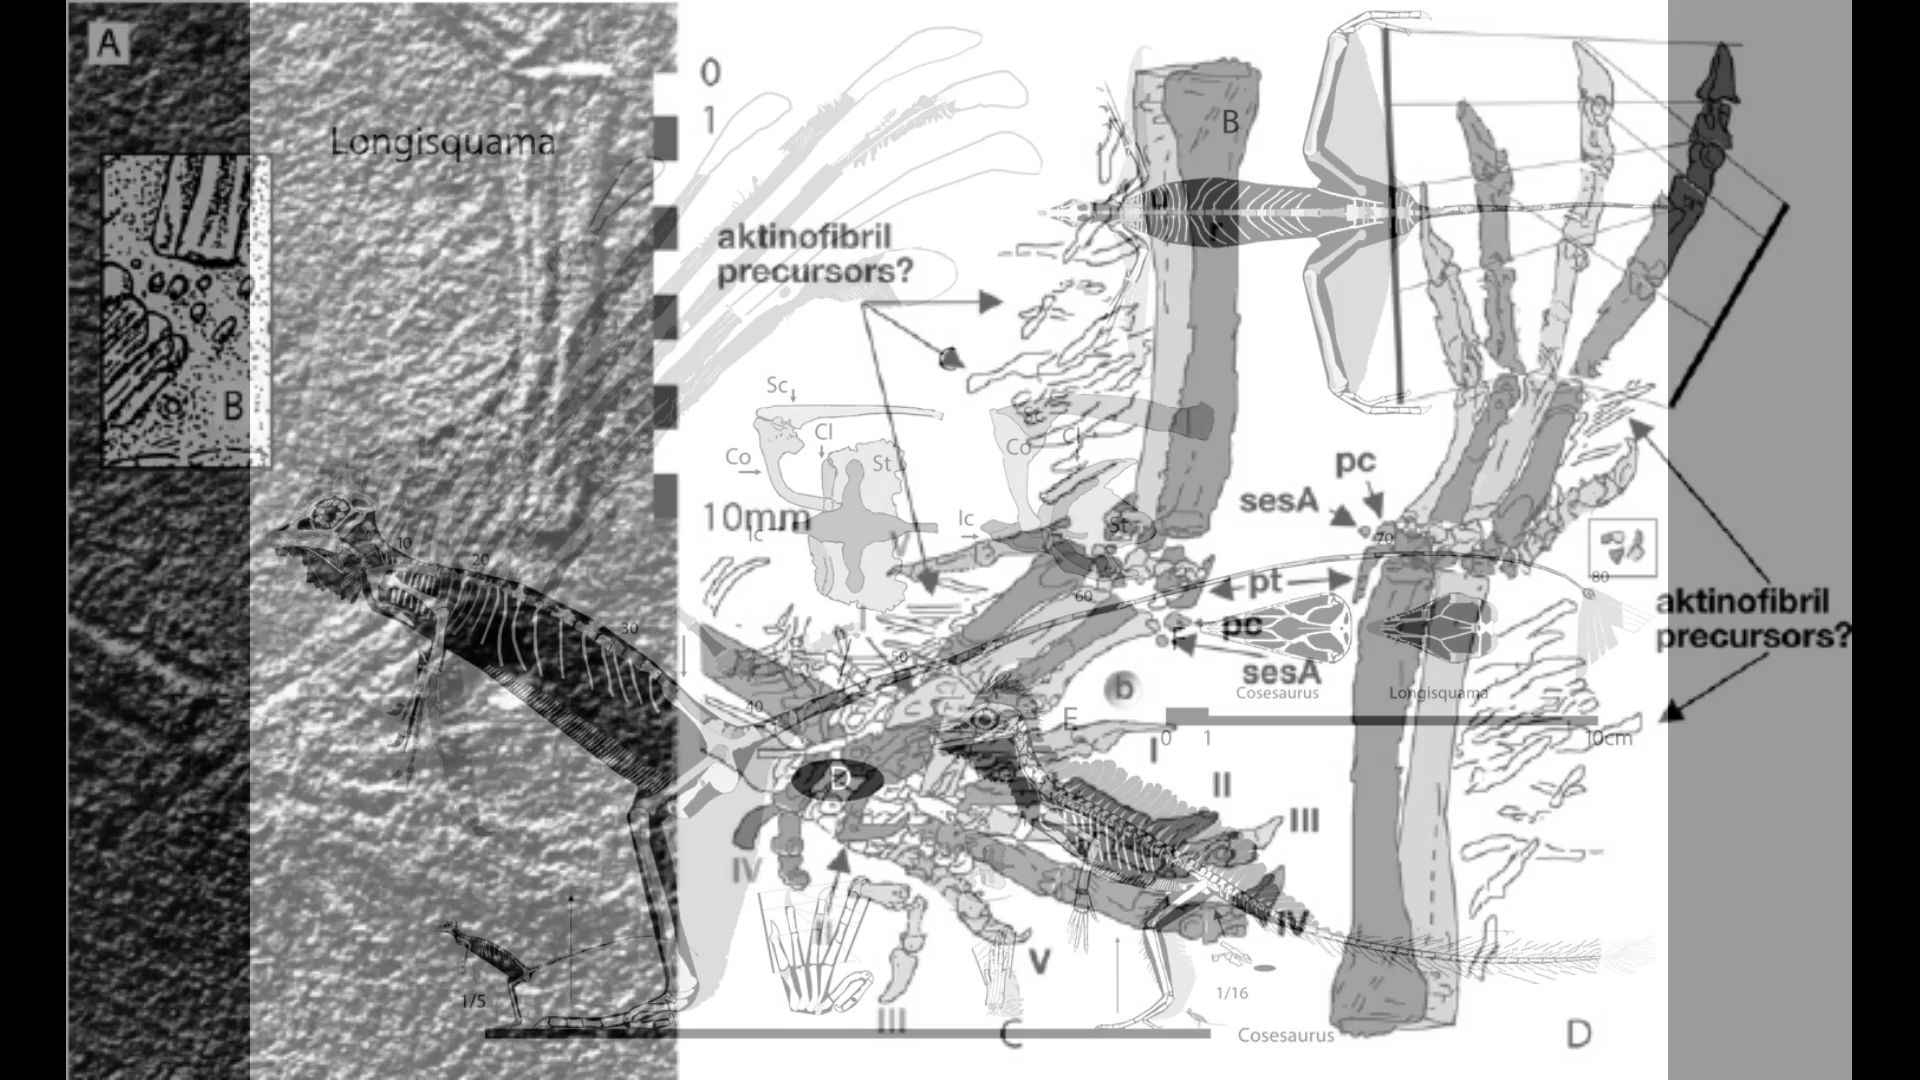 A
0
1
Longisquama
B
B
aktinofibril
precursors?
Sc
Cl
Co
St
Co
Cl
pc
sesA
10mm
Ic
Ic
St
V
10
20
70
pt
80
60
aktinofibril
precursors?
30
pc
I
F
sesA
b
Cosesaurus
Longisquama
40
E
0
1
10cm
I
D
II
III
IV
II
IV
V
1/5
1/16
III
C
Cosesaurus
D